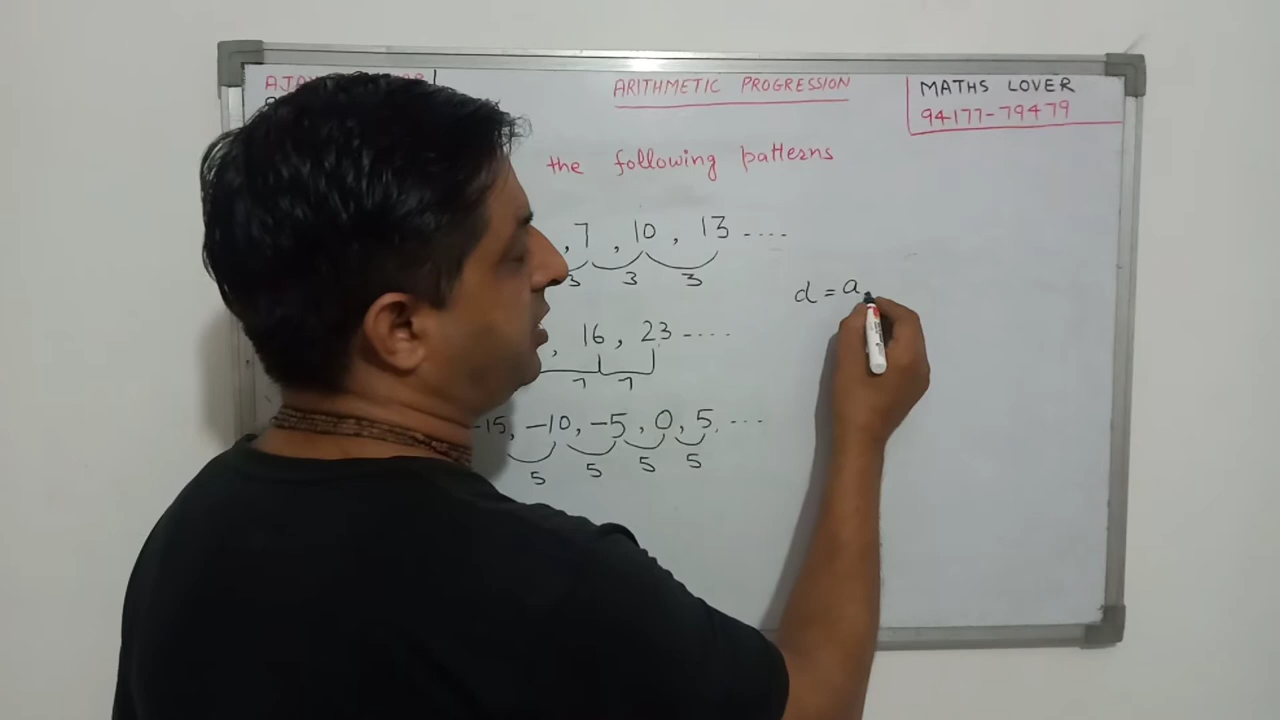 ARITHMETIC PROGRESSION
MATHS LOVER
94177-79479
the following patterns
, 7 , 10 , 13 ....
3 3 3
, 16 , 23 ....
7 7
d = a
-15, -10, -5, 0, 5, ...
5 5 5 5